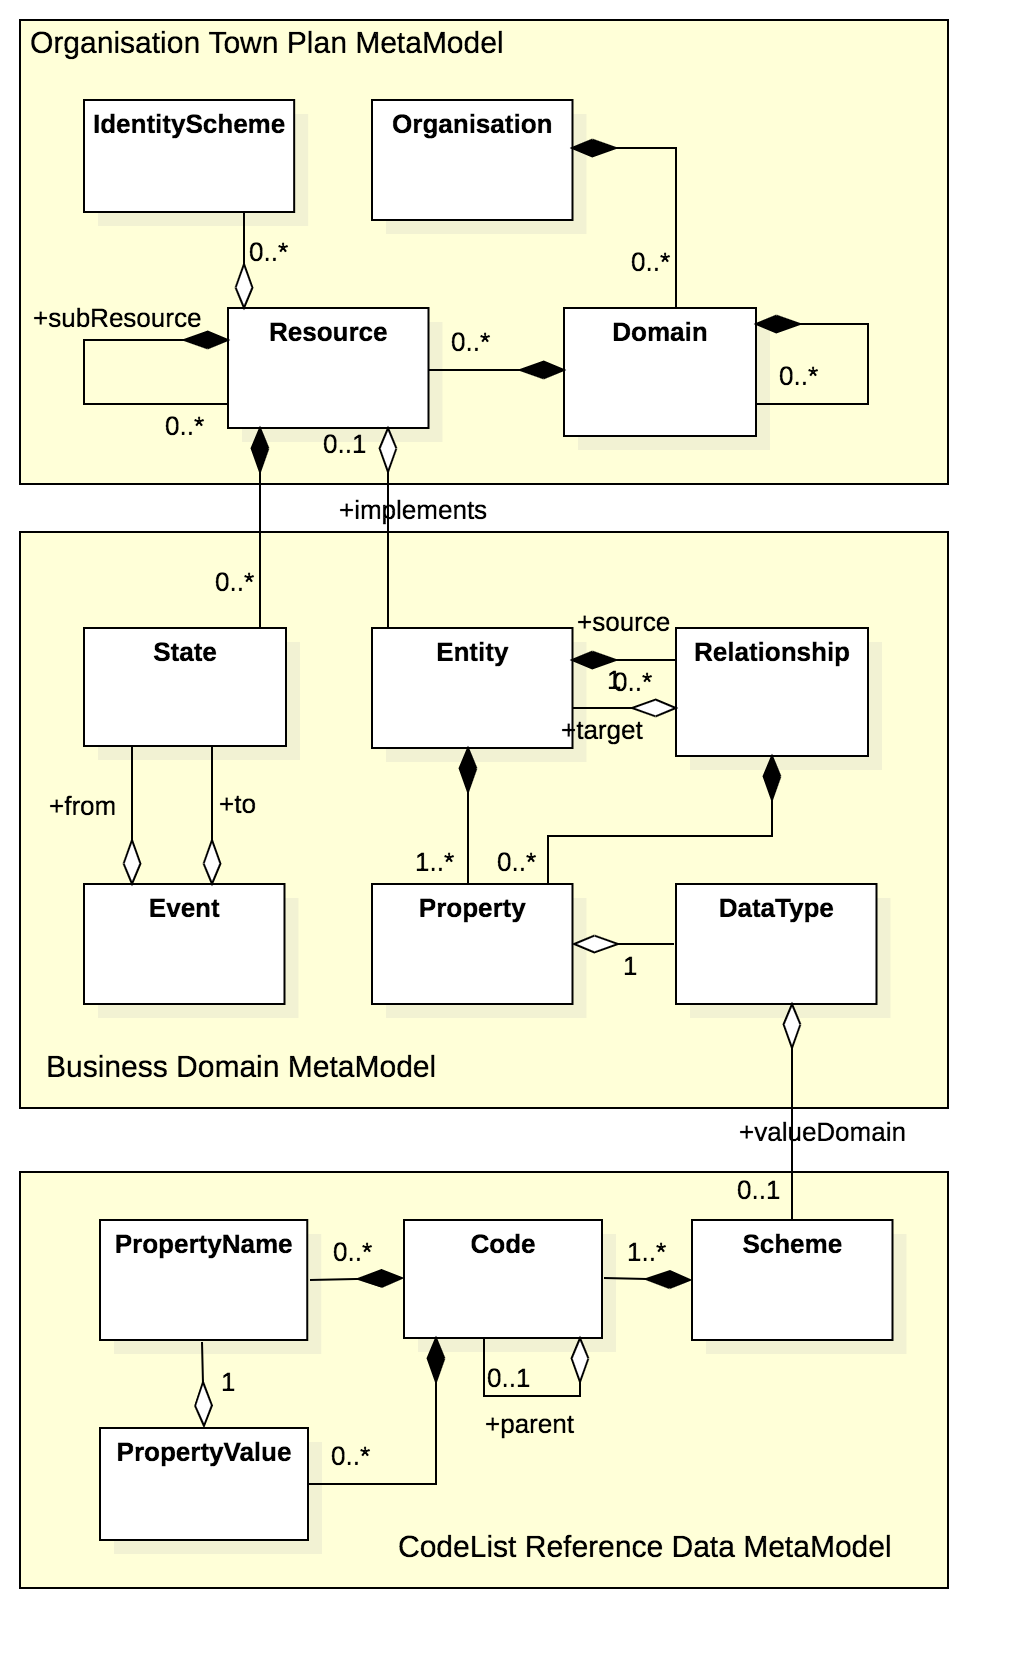 Organisation Town Plan MetaModel
IdentityScheme
Organisation
0..*
0..*
+subResource
Resource
0..*
Domain
0..*
0..*
0..1
+implements
0..*
+source
State
Entity
Relationship
1
0..*
+target
+from
+to
1..*
0..*
Event
Property
DataType
1
Business Domain MetaModel
+valueDomain
0..1
PropertyName
0..*
Code
1..*
Scheme
1
0..1
+parent
PropertyValue
0..*
CodeList Reference Data MetaModel